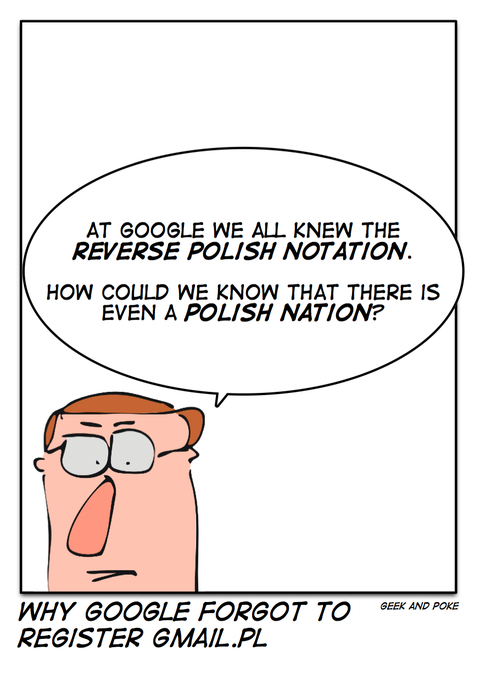 AT GOOGLE WE ALL KNEW THE
REVERSE POLISH NOTATION.
HOW COULD WE KNOW THAT THERE IS
EVEN A POLISH NATION?
WHY GOOGLE FORGOT TO
REGISTER GMAIL.PL
GEEK AND POKE